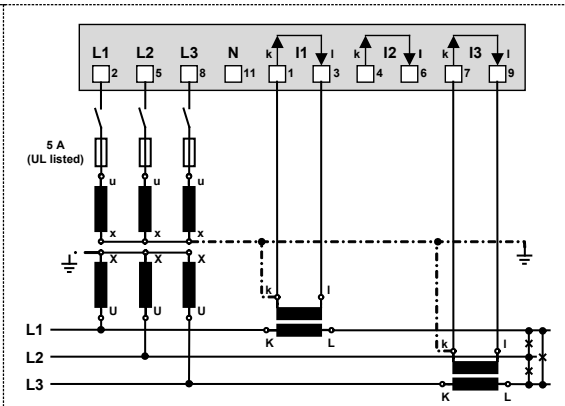 L1 L2 L3 N k I1 l k I2 l k I3 l
2 5 8 11 1 3 4 6 7 9
5 A
(UL listed)
u u u
x x x
X X X
k l
U U U
L1
K L
L2
k l
L3
K L